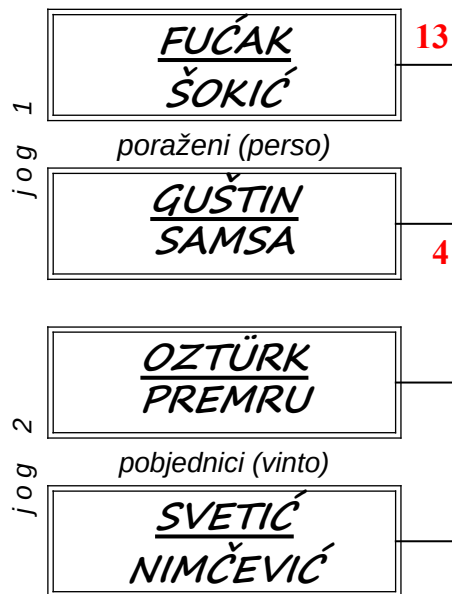 FUĆAK
13
ŠOKIĆ
jog 1
poraženi (perso)
GUŠTIN
SAMSA
4
OZTÜRK
PREMRU
jog 2
pobjednici (vinto)
SVETIĆ
NIMČEVIĆ